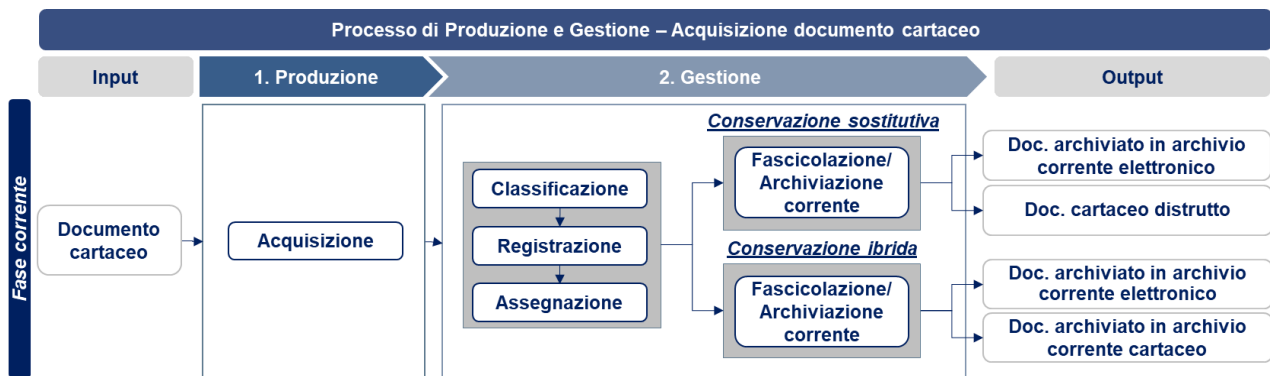 Processo di Produzione e Gestione – Acquisizione documento cartaceo
Input
1. Produzione
2. Gestione
Output
Fase corrente
Documento
cartaceo
Acquisizione
Classificazione
Registrazione
Assegnazione
Conservazione sostitutiva
Fascicolazione/
Archiviazione
corrente
Conservazione ibrida
Fascicolazione/
Archiviazione
corrente
Doc. archiviato in archivio
corrente elettronico
Doc. cartaceo distrutto
Doc. archiviato in archivio
corrente elettronico
Doc. archiviato in archivio
corrente cartaceo